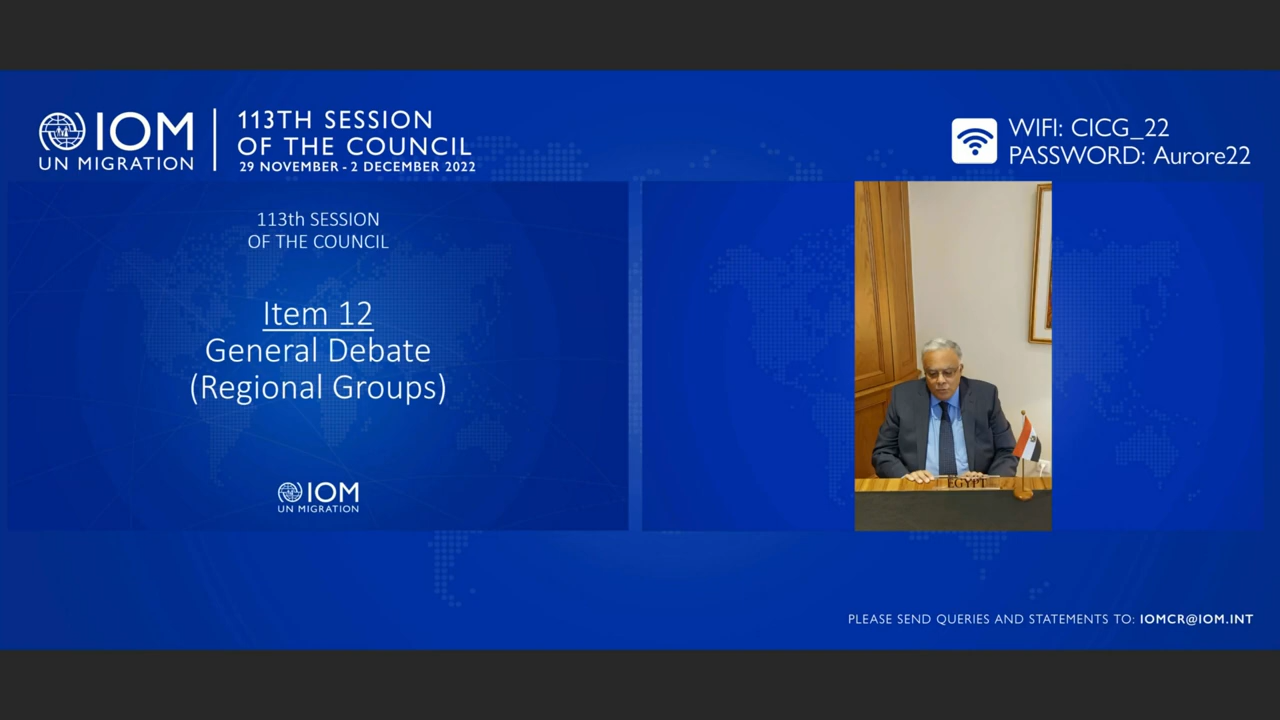 IOM
UN MIGRATION
113TH SESSION
OF THE COUNCIL
29 NOVEMBER - 2 DECEMBER 2022
WIFI: CICG_22
PASSWORD: Aurore22
113th SESSION
OF THE COUNCIL
Item 12
General Debate
(Regional Groups)
IOM
UN MIGRATION
EGYPT
PLEASE SEND QUERIES AND STATEMENTS TO: IOMCR@IOM.INT